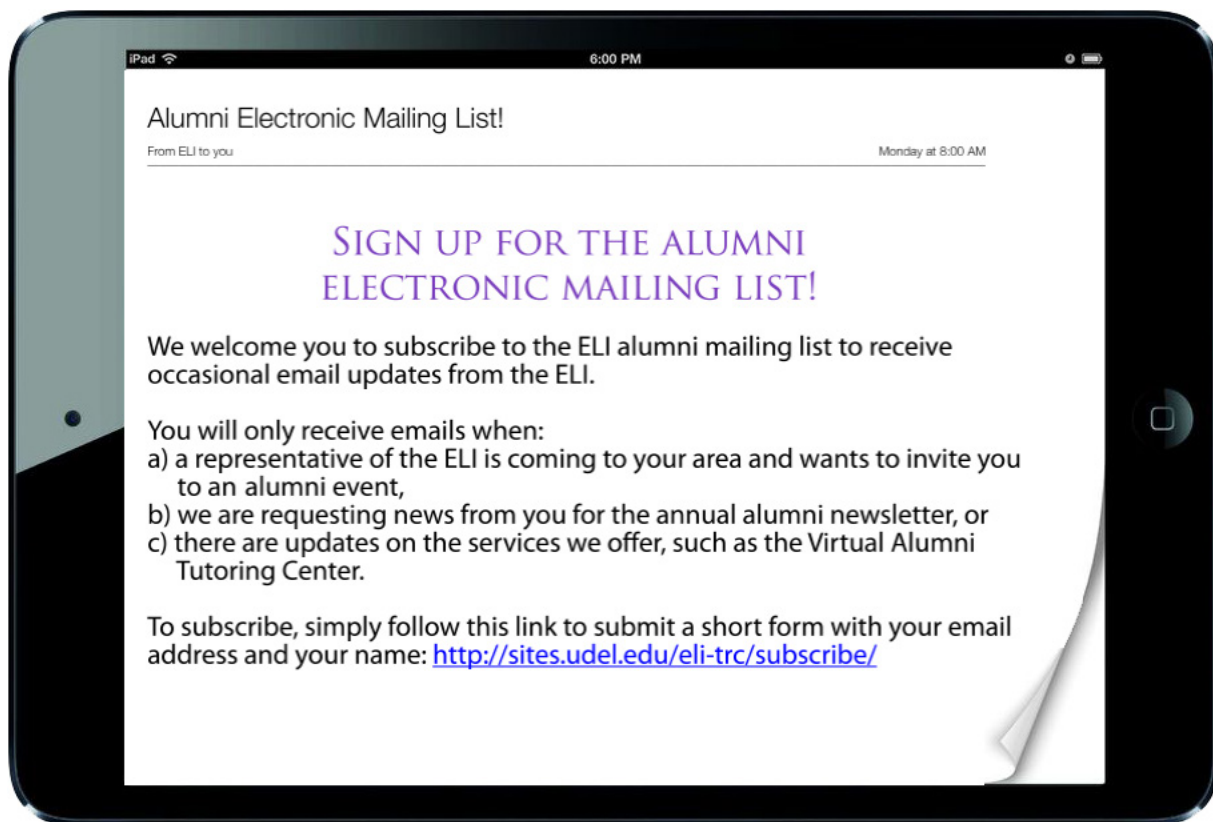 iPad 6:00 PM
Alumni Electronic Mailing List!
From ELI to you Monday at 8:00 AM
SIGN UP FOR THE ALUMNI
ELECTRONIC MAILING LIST!
We welcome you to subscribe to the ELI alumni mailing list to receive
occasional email updates from the ELI.
You will only receive emails when:
a) a representative of the ELI is coming to your area and wants to invite you
to an alumni event,
b) we are requesting news from you for the annual alumni newsletter, or
c) there are updates on the services we offer, such as the Virtual Alumni
Tutoring Center.
To subscribe, simply follow this link to submit a short form with your email
address and your name: http://sites.udel.edu/eli-trc/subscribe/